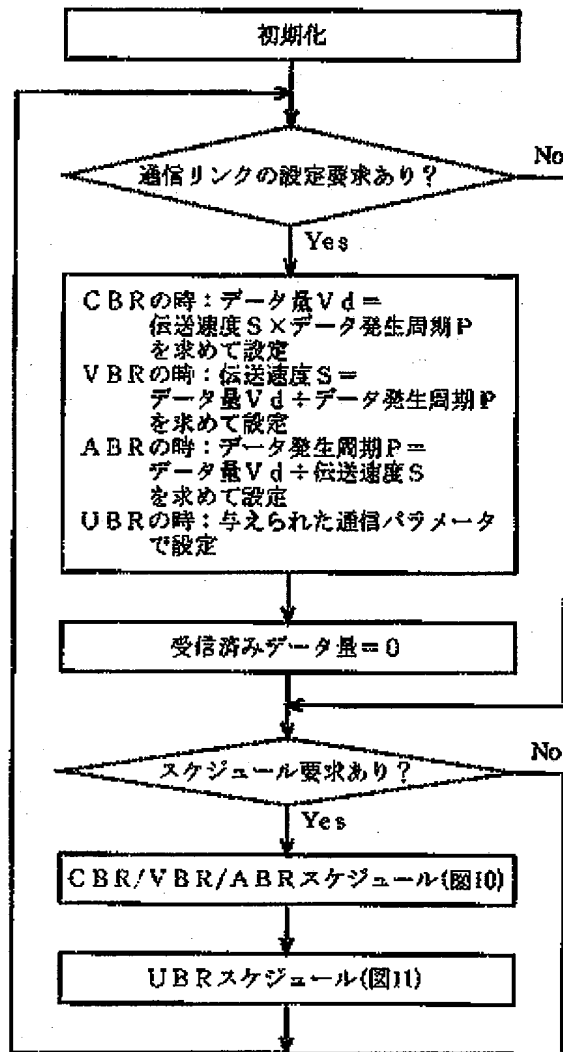 初期化
通信リンクの設定要求あり？
No
Yes
CBRの時：データ量Vd＝
伝送速度S×データ発生周期P
を求めて設定
VBRの時：伝送速度S＝
データ量Vd÷データ発生周期P
を求めて設定
ABRの時：データ発生周期P＝
データ量Vd÷伝送速度S
を求めて設定
UBRの時：与えられた通信パラメータ
で設定
受信済みデータ量＝0
スケジュール要求あり？
No
Yes
CBR/VBR/ABRスケジュール(図10)
UBRスケジュール(図11)